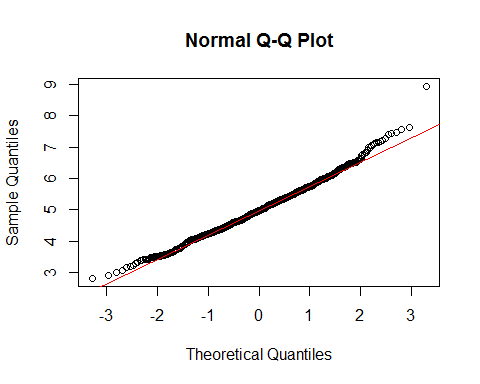 Normal Q-Q Plot
Sample Quantiles
9
8
7
6
5
4
3
-3 -2 -1 0 1 2 3
Theoretical Quantiles